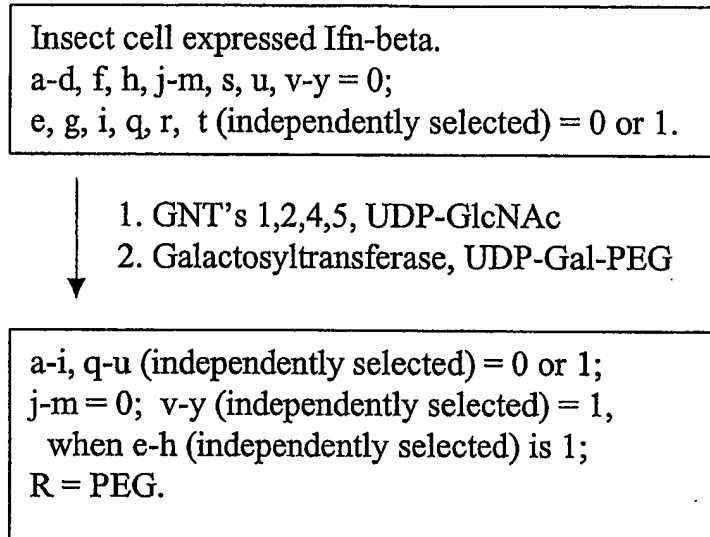 Insect cell expressed Ifn-beta.
a-d, f, h, j-m, s, u, v-y = 0;
e, g, i, q, r, t (independently selected) = 0 or 1.
1. GNT's 1,2,4,5, UDP-GlcNAc
2. Galactosyltransferase, UDP-Gal-PEG
a-i, q-u (independently selected) = 0 or 1;
j-m = 0; v-y (independently selected) = 1,
when e-h (independently selected) is 1;
R = PEG.